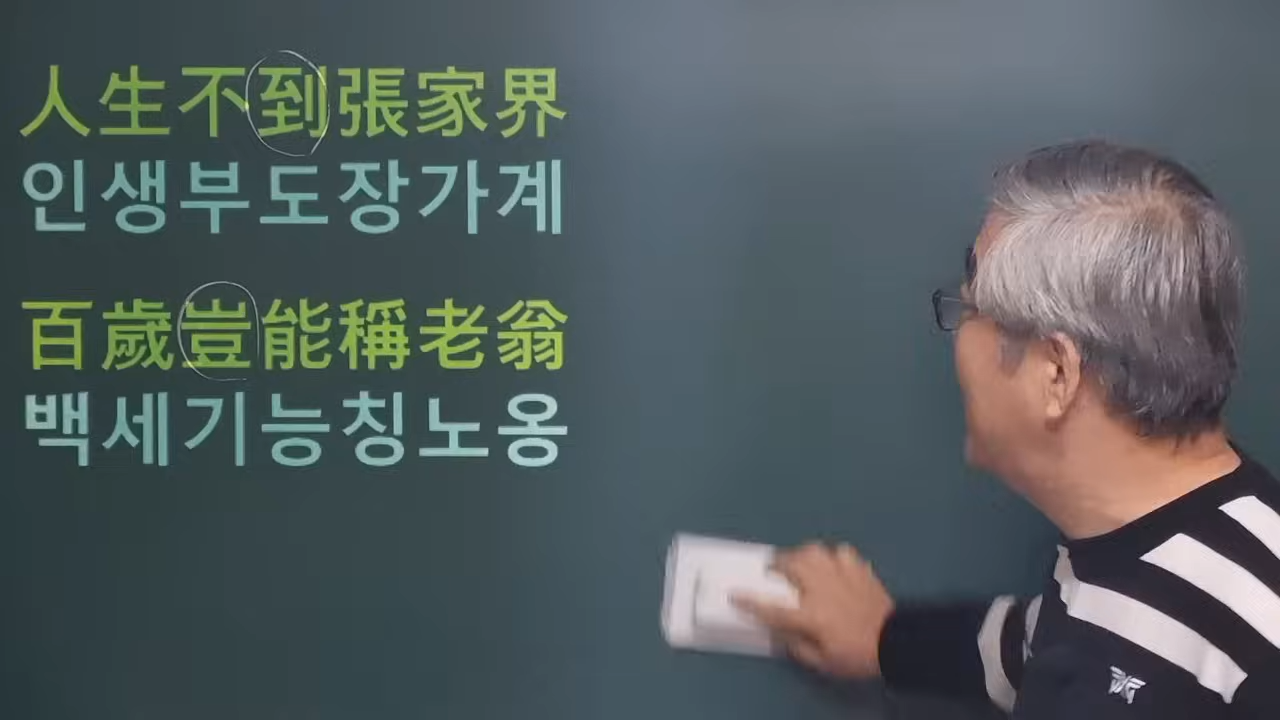 人生不到張家界
인생부도장가계
百歲豈能稱老翁
백세기능칭노옹